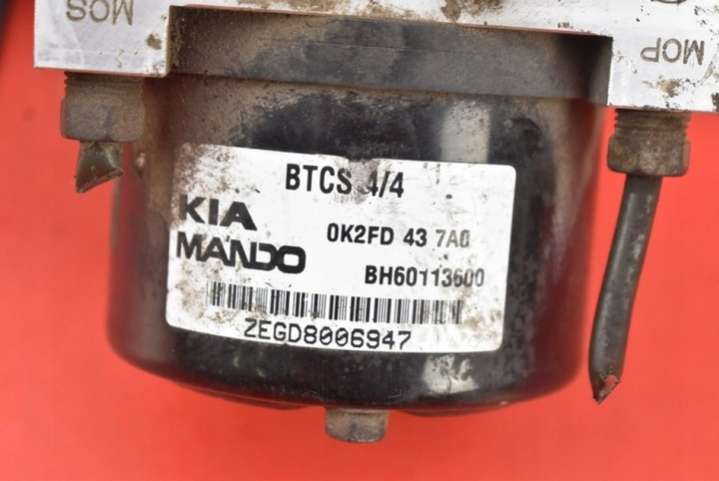 MOS
MOP
BTCS 4/4
KIA
0K2FD 43 7A0
MANDO
BH60113600
ZEGD8006947